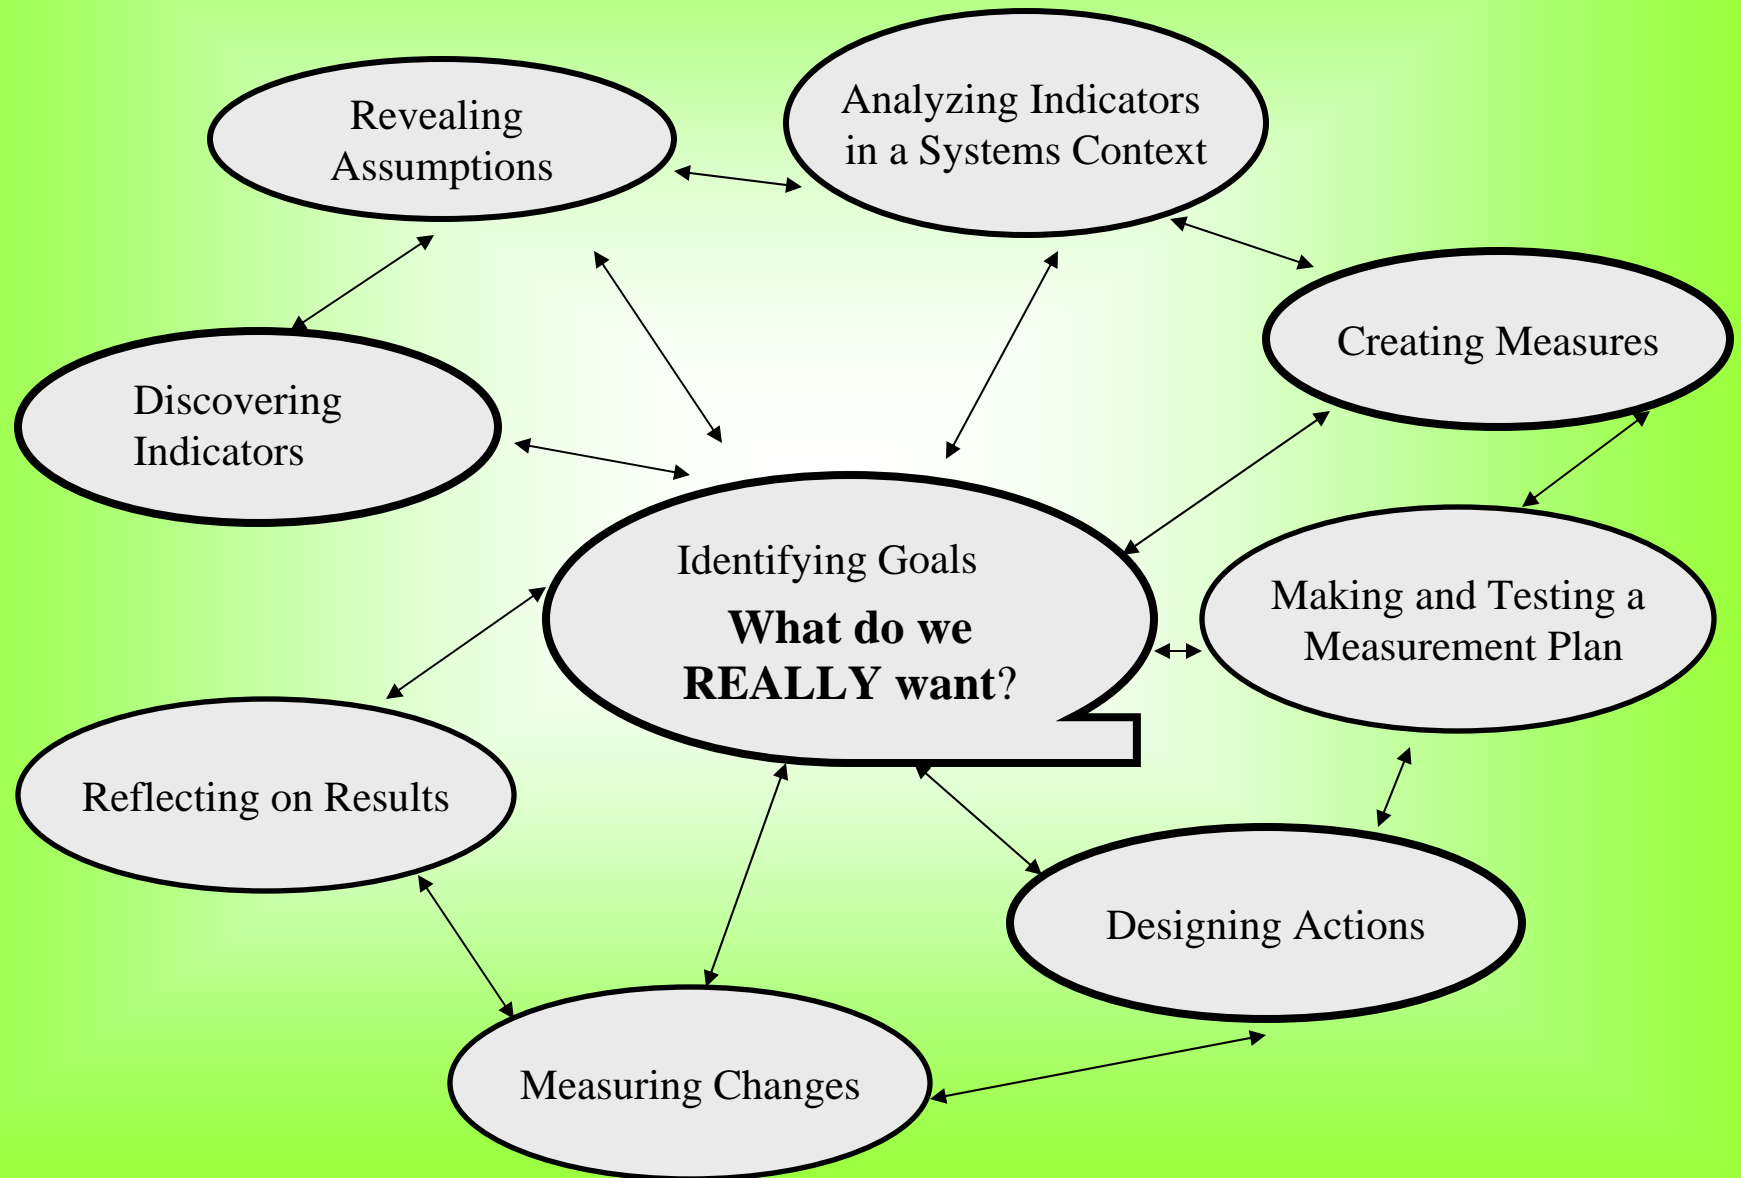 Revealing
Assumptions
Analyzing Indicators
in a Systems Context
Creating Measures
Discovering
Indicators
Identifying Goals
What do we
REALLY want?
Making and Testing a
Measurement Plan
Reflecting on Results
Designing Actions
Measuring Changes